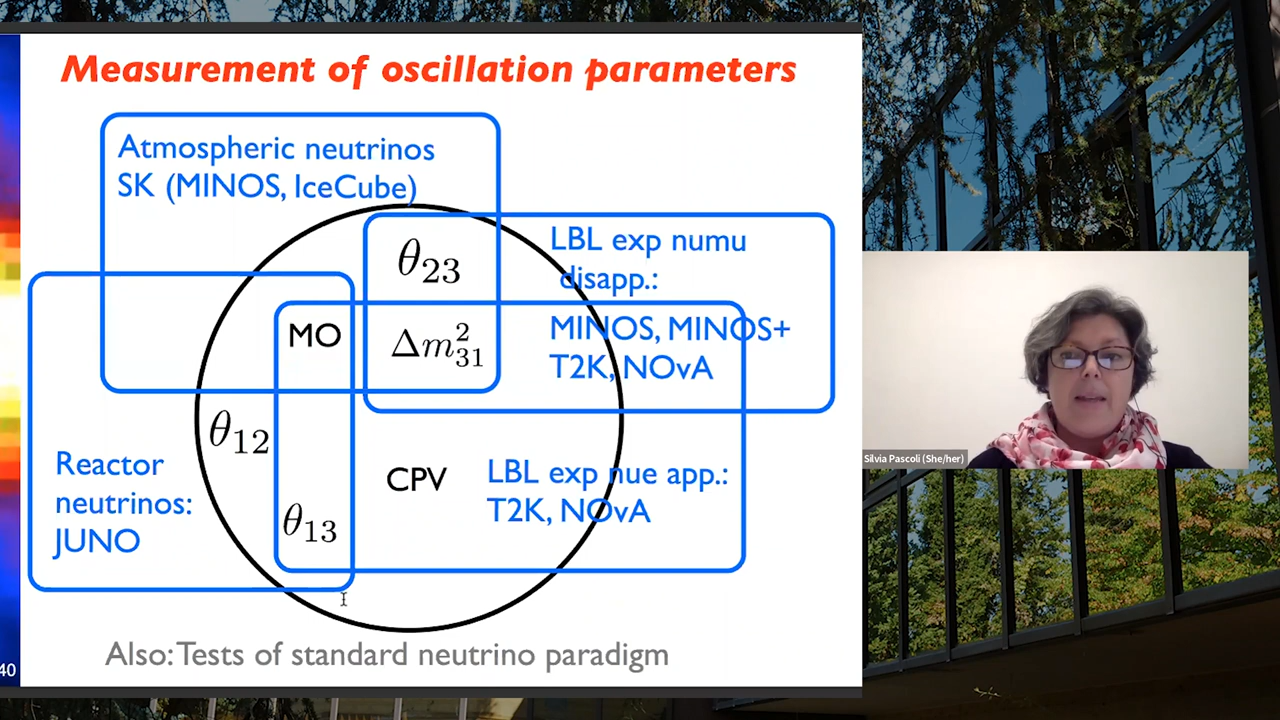 Measurement of oscillation parameters
Atmospheric neutrinos
SK (MINOS, IceCube)
θ23
LBL exp numu
disapp.:
MO
Δm²31
MINOS, MINOS+
T2K, NOvA
θ12
Reactor
neutrinos:
JUNO
θ13
CPV
LBL exp nue app.:
T2K, NOvA
Also: Tests of standard neutrino paradigm
40
Silvia Pascoli (She/her)